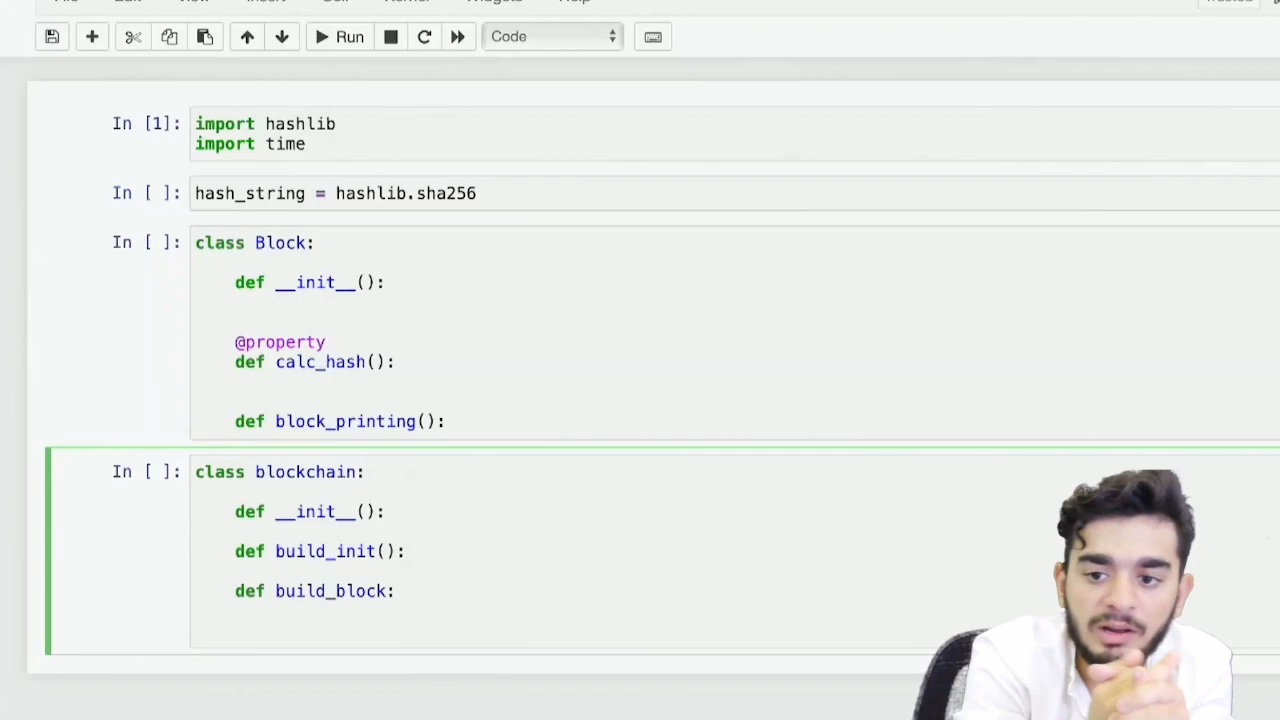 Run
Code
In [1]:
import hashlib
import time
In [ ]:
hash_string = hashlib.sha256
In [ ]:
class Block:
def __init__():
@property
def calc_hash():
def block_printing():
In [ ]:
class blockchain:
def __init__():
def build_init():
def build_block: